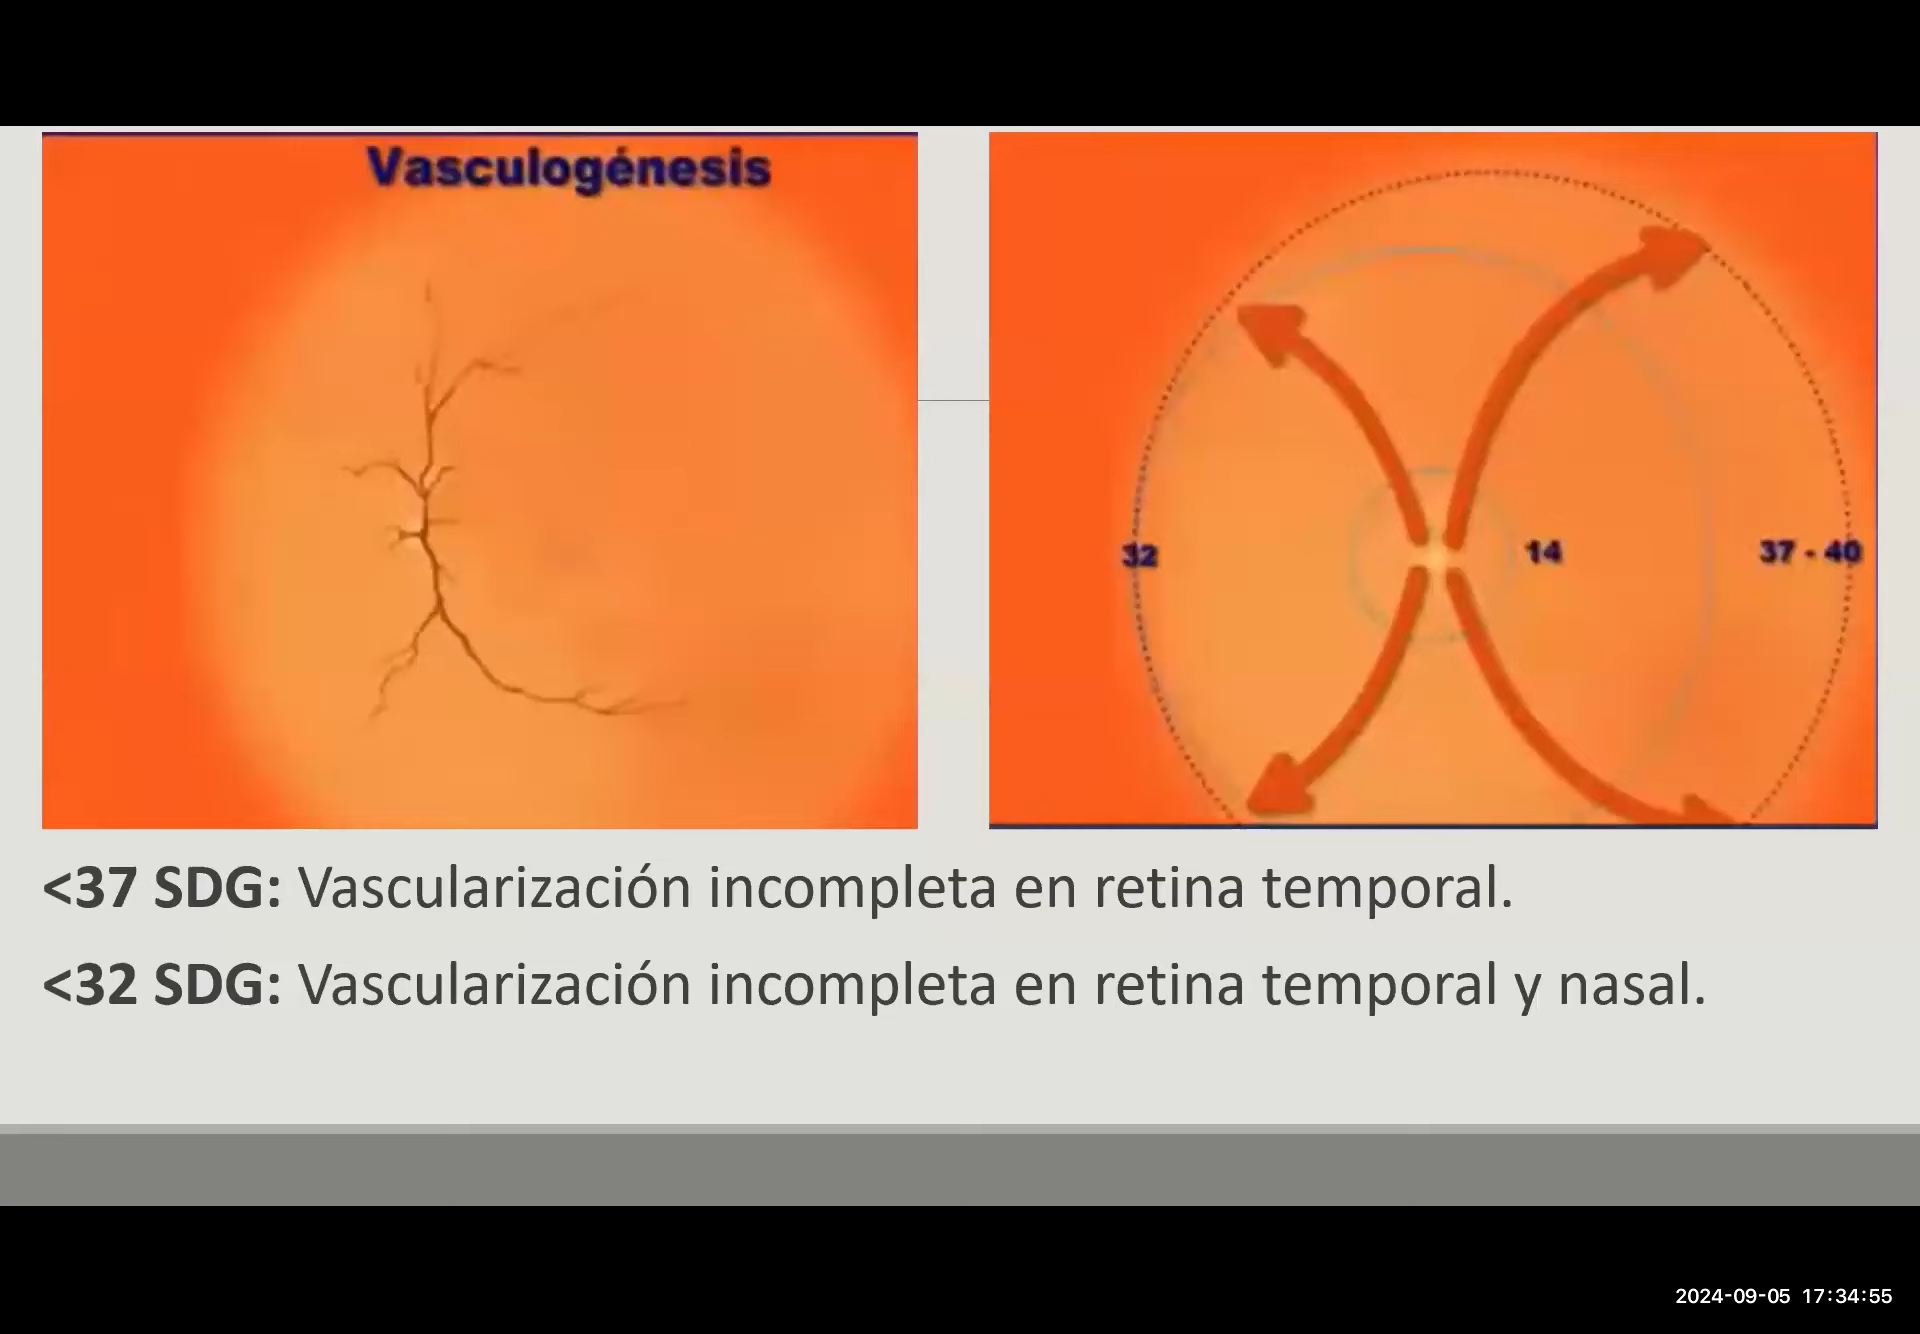 Vasculogénesis
32
14
37 - 40
<37 SDG: Vascularización incompleta en retina temporal.
<32 SDG: Vascularización incompleta en retina temporal y nasal.
2024-09-05 17:34:55